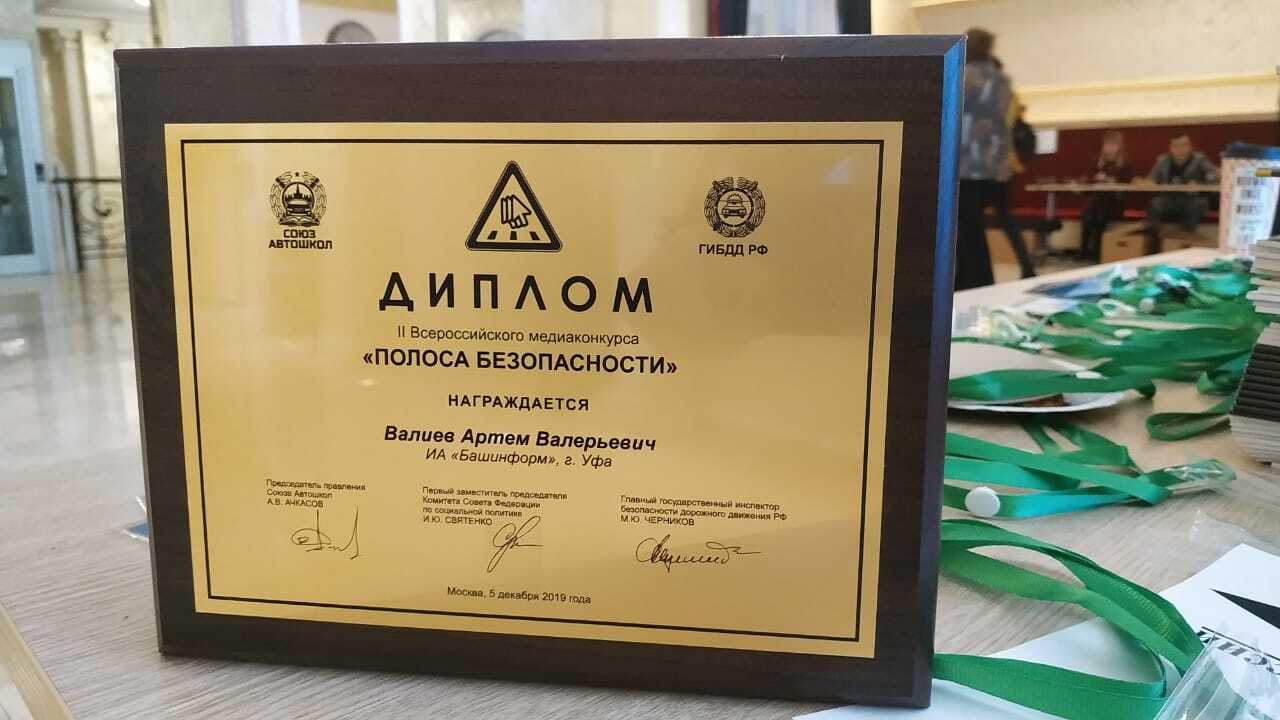 СОЮЗ
АВТОШКОЛ
ГИБДД РФ
ДИПЛОМ
II Всероссийского медиаконкурса
«ПОЛОСА БЕЗОПАСНОСТИ»
НАГРАЖДАЕТСЯ
Валиев Артем Валерьевич
ИА «Башинформ», г. Уфа
Председатель правления
Союза Автошкол
А.В. АЧКАСОВ
Первый заместитель председателя
Комитета Совета Федерации
по социальной политике
И.Ю. СВЯТЕНКО
Главный государственный инспектор
безопасности дорожного движения РФ
М.Ю. ЧЕРНИКОВ
Москва, 5 декабря 2019 года